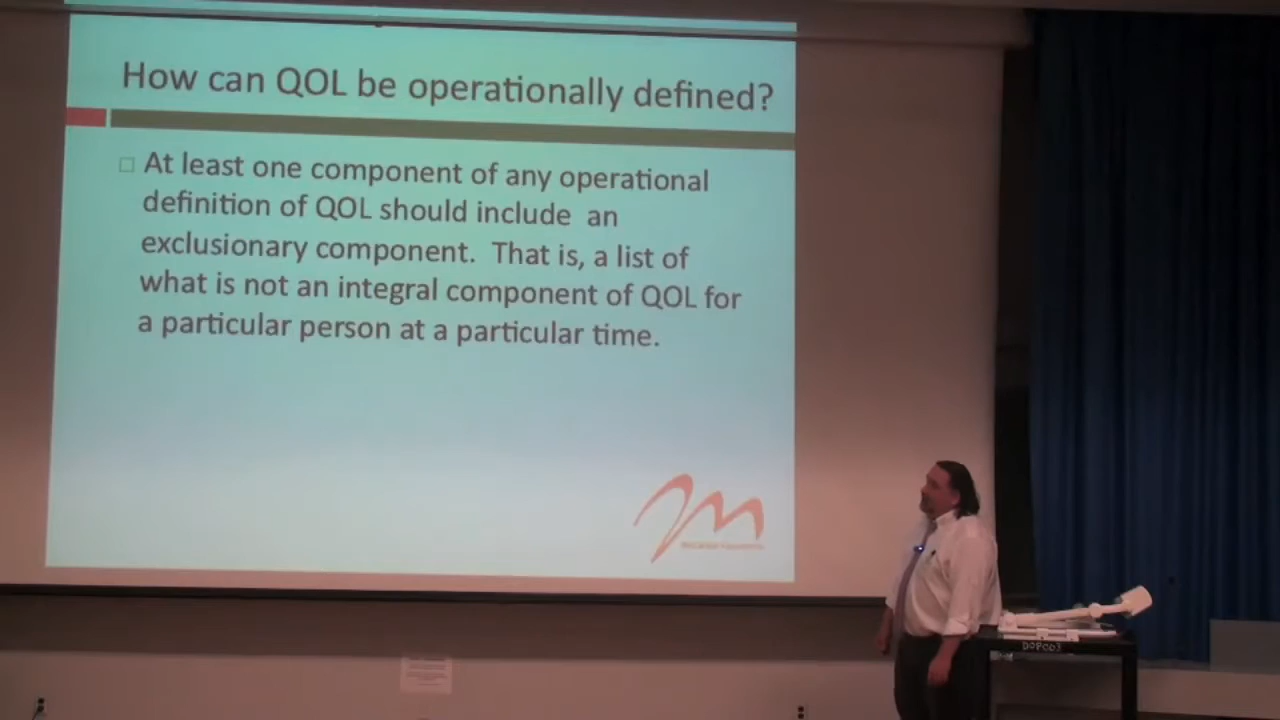 How can QOL be operationally defined?
At least one component of any operational
definition of QOL should include an
exclusionary component. That is, a list of
what is not an integral component of QOL for
a particular person at a particular time.